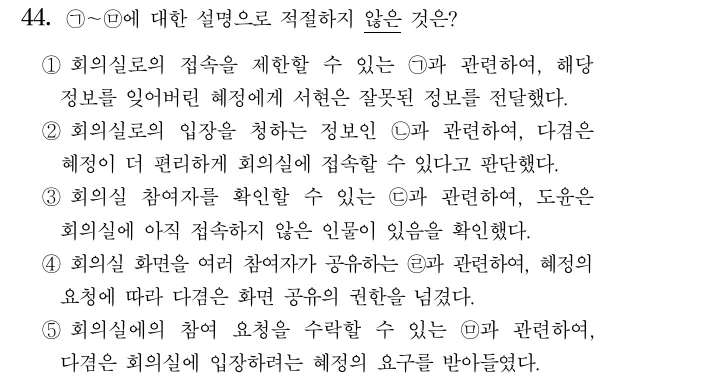 44. ㉠~㉤에 대한 설명으로 적절하지 않은 것은?
① 회의실로의 접속을 제한할 수 있는 ㉠과 관련하여, 해당
정보를 잊어버린 혜정에게 서현은 잘못된 정보를 전달했다.
② 회의실로의 입장을 청하는 정보인 ㉡과 관련하여, 다겸은
혜정이 더 편리하게 회의실에 접속할 수 있다고 판단했다.
③ 회의실 참여자를 확인할 수 있는 ㉢과 관련하여, 도윤은
회의실에 아직 접속하지 않은 인물이 있음을 확인했다.
④ 회의실 화면을 여러 참여자가 공유하는 ㉣과 관련하여, 혜정의
요청에 따라 다겸은 화면 공유의 권한을 넘겼다.
⑤ 회의실에의 참여 요청을 수락할 수 있는 ㉤과 관련하여,
다겸은 회의실에 입장하려는 혜정의 요구를 받아들였다.